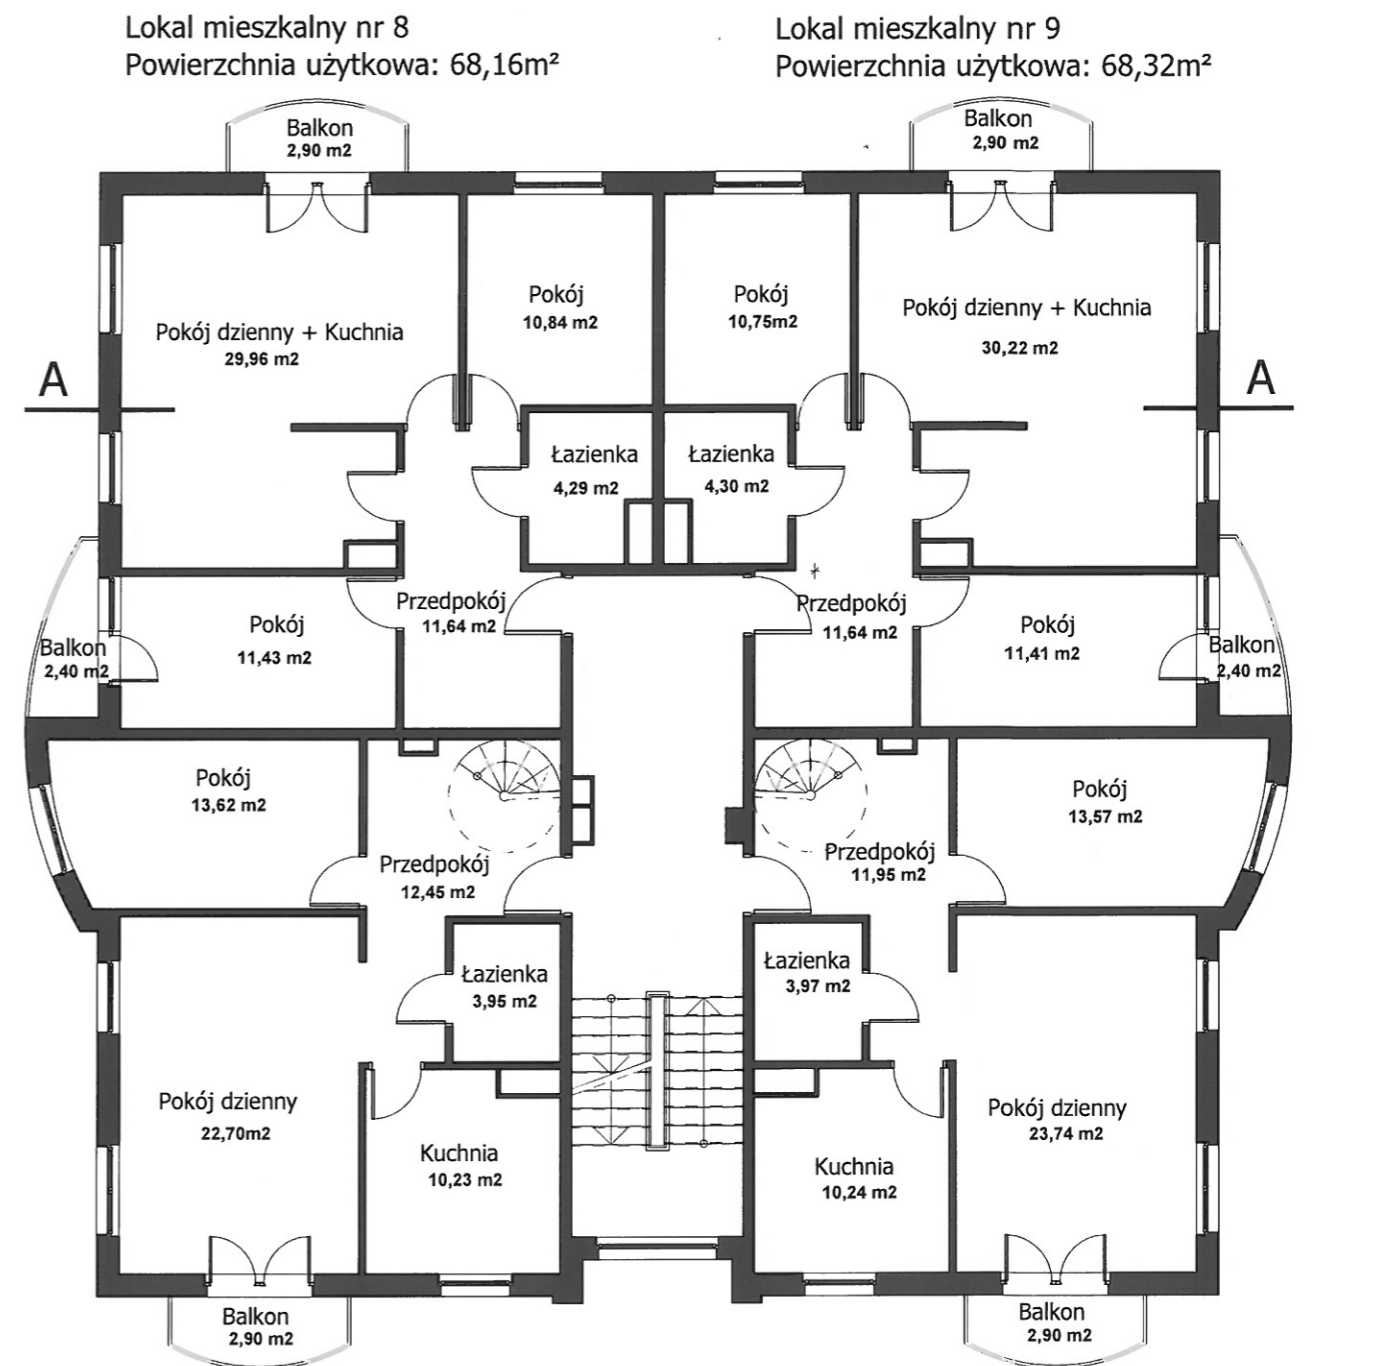 Lokal mieszkalny nr 8
Powierzchnia użytkowa: 68,16m²
Lokal mieszkalny nr 9
Powierzchnia użytkowa: 68,32m²
Balkon
2,90 m2
Balkon
2,90 m2
Pokój dzienny + Kuchnia
29,96 m2
Pokój
10,84 m2
Pokój
10,75m2
Pokój dzienny + Kuchnia
30,22 m2
A
A
Łazienka
4,29 m2
Łazienka
4,30 m2
Balkon
2,40 m2
Pokój
11,43 m2
Przedpokój
11,64 m2
Przedpokój
11,64 m2
Pokój
11,41 m2
Balkon
2,40 m2
Pokój
13,62 m2
Przedpokój
12,45 m2
Przedpokój
11,95 m2
Pokój
13,57 m2
Łazienka
3,95 m2
Łazienka
3,97 m2
Pokój dzienny
22,70m2
Kuchnia
10,23 m2
Kuchnia
10,24 m2
Pokój dzienny
23,74 m2
Balkon
2,90 m2
Balkon
2,90 m2